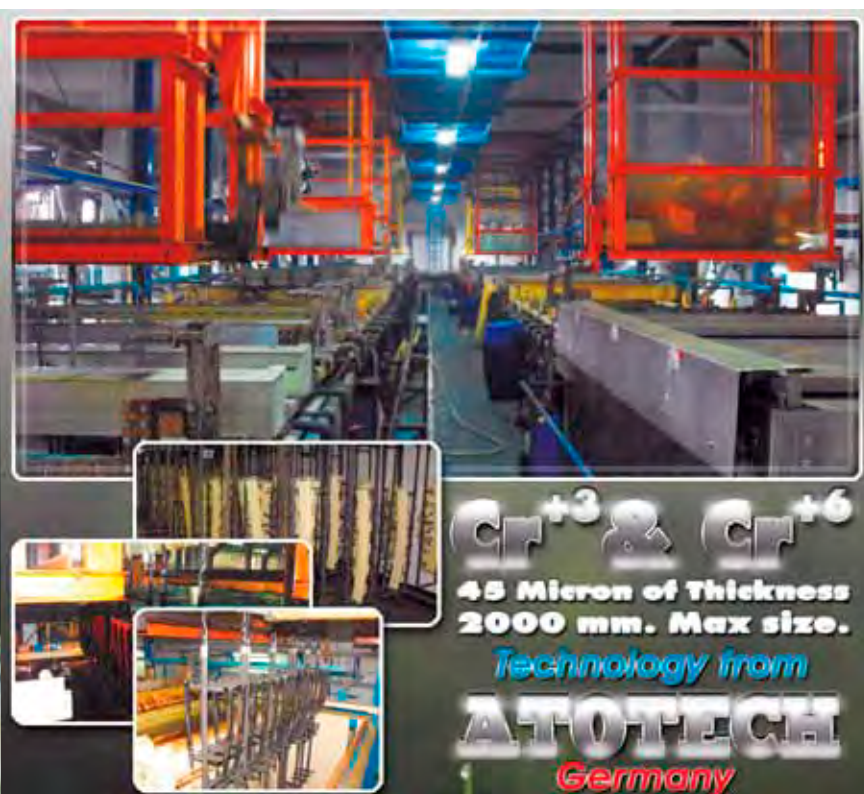 Cr+3 & Cr+6
45 Micron of Thickness
2000 mm. Max size.
Technology from
ATOTECH
Germany